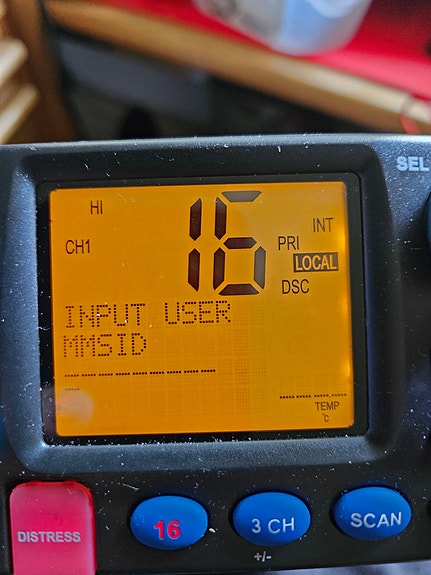 SEL
HI
16
INT
CH1
PRI
LOCAL
DSC
INPUT USER
MMSID
---------
TEMP
°C
DISTRESS
16
3 CH
+/-
SCAN